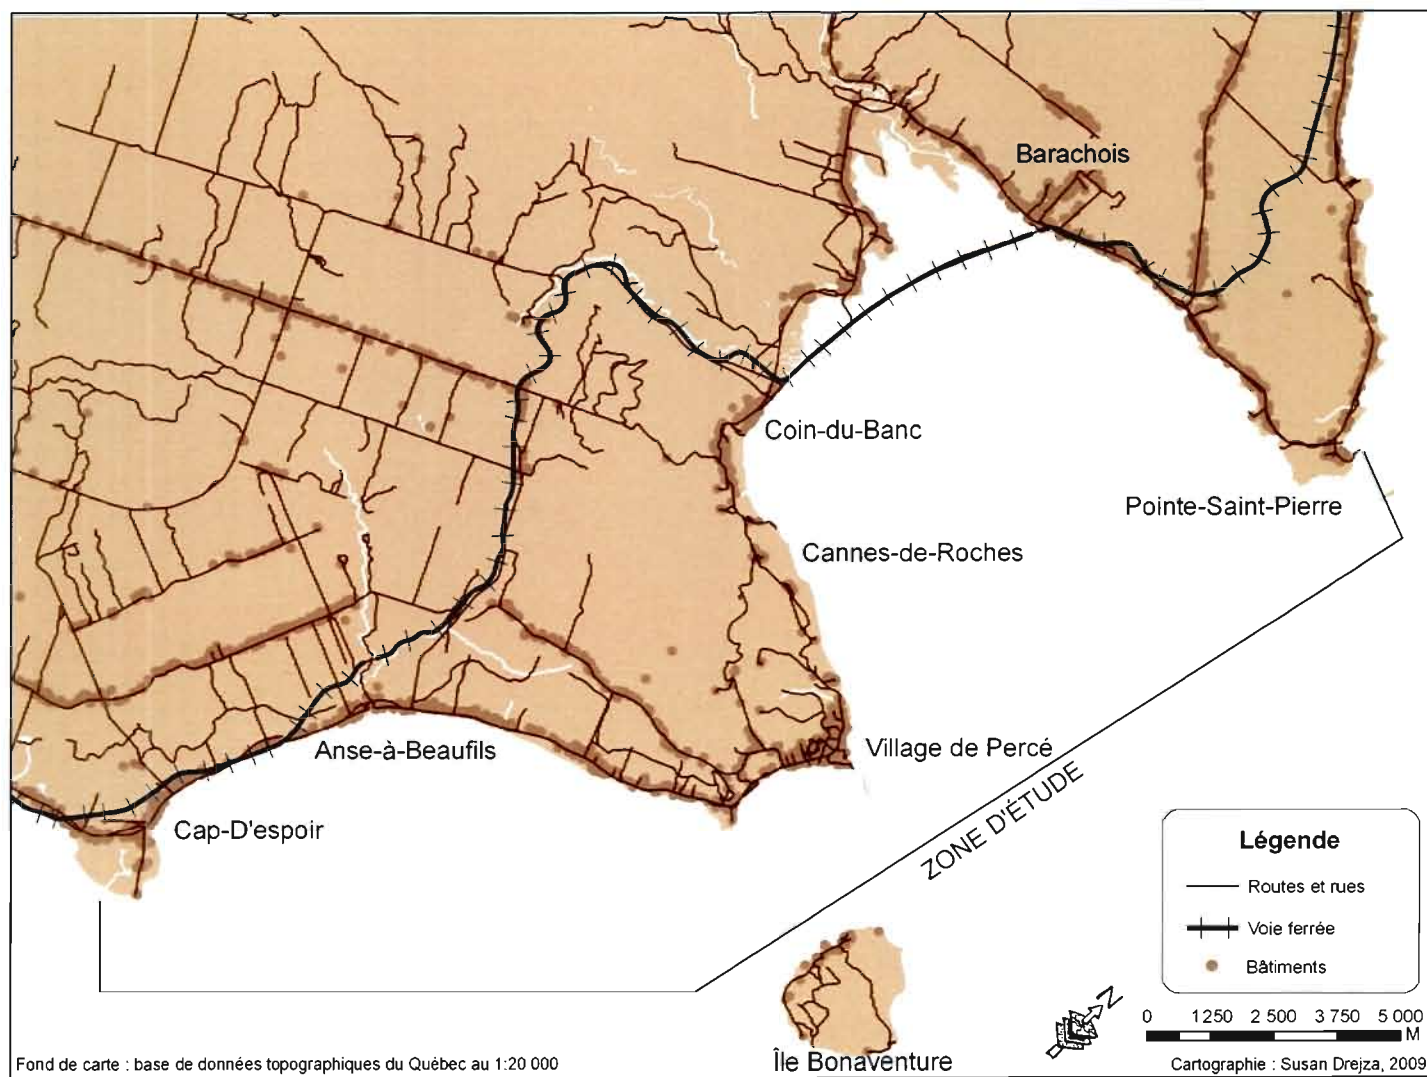 Barachois
Coin-du-Banc
Pointe-Saint-Pierre
Cannes-de-Roches
Village de Percé
Anse-à-Beaufils
Cap-D'espoir
ZONE D'ÉTUDE
Légende
Routes et rues
Voie ferrée
Bâtiments
N
0 1 250 2 500 3 750 5 000
M
Île Bonaventure
Fond de carte : base de données topographiques du Québec au 1:20 000
Cartographie : Susan Drejza, 2009